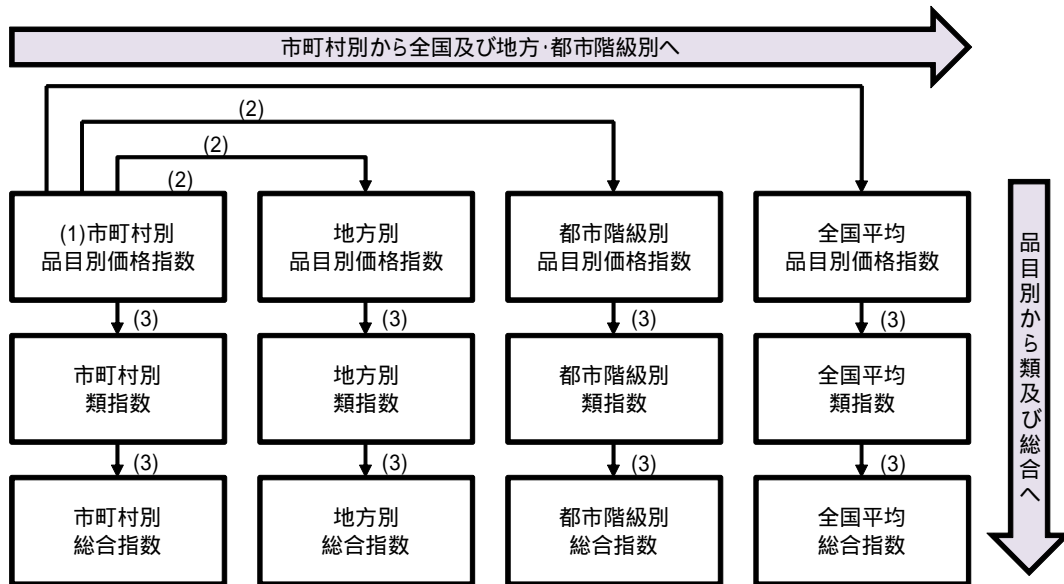 市町村別から全国及び地方・都市階級別へ
(2)
(2)
(2)
(1)市町村別
品目別価格指数
地方別
品目別価格指数
都市階級別
品目別価格指数
全国平均
品目別価格指数
(3)
(3)
(3)
(3)
市町村別
類指数
地方別
類指数
都市階級別
類指数
全国平均
類指数
(3)
(3)
(3)
(3)
市町村別
総合指数
地方別
総合指数
都市階級別
総合指数
全国平均
総合指数
品目別から類及び総合へ